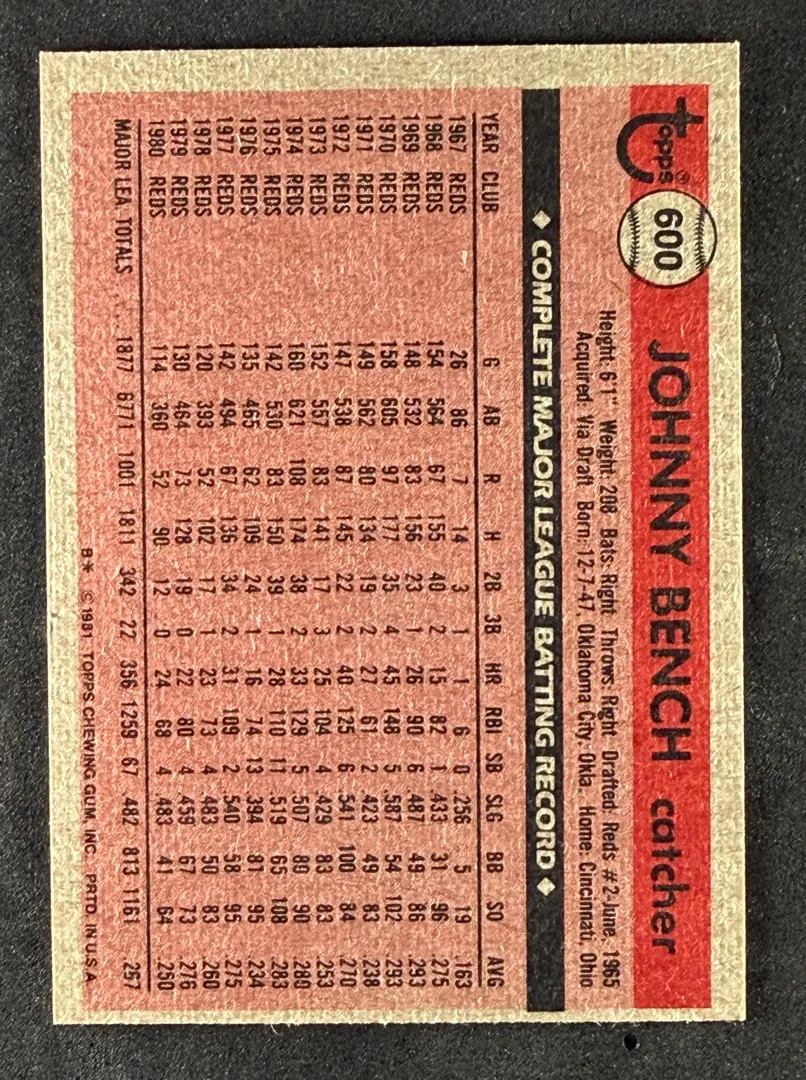 topps®
600
JOHNNY BENCH catcher
Height: 6'1" Weight: 208 Bats: Right Throws: Right Drafted: Reds #2-June, 1965
Acquired: Via Draft Born: 12-7-47, Oklahoma City, Okla. Home: Cincinnati, Ohio
◆ COMPLETE MAJOR LEAGUE BATTING RECORD ◆
YEAR CLUB G AB R H 2B 3B HR RBI SB SLG BB SO AVG
1967 REDS 26 86 7 14 3 1 1 6 0 .256 5 19 .163
1968 REDS 154 564 67 155 40 2 15 82 1 .433 31 96 .275
1969 REDS 148 532 83 156 23 1 26 90 6 .487 49 86 .293
1970 REDS 158 605 97 177 35 4 45 148 5 .587 54 102 .293
1971 REDS 149 562 80 134 19 2 27 61 2 .423 49 83 .238
1972 REDS 147 538 87 145 22 2 40 125 6 .541 100 84 .270
1973 REDS 152 557 83 141 17 3 25 104 4 .429 83 83 .253
1974 REDS 160 621 108 174 38 2 33 129 5 .507 80 90 .280
1975 REDS 142 530 83 150 39 1 28 110 11 .519 65 108 .283
1976 REDS 135 465 62 109 24 1 16 74 13 .394 81 95 .234
1977 REDS 142 494 67 136 34 2 31 109 2 .540 58 95 .275
1978 REDS 120 393 52 102 17 1 23 73 4 .483 50 83 .260
1979 REDS 130 464 73 128 19 0 22 80 4 .459 67 73 .276
1980 REDS 114 360 52 90 12 0 24 68 4 .483 41 64 .250
MAJOR LEA. TOTALS 1877 6771 1001 1811 342 22 356 1259 67 .482 813 1161 .267
B* © 1981 TOPPS CHEWING GUM, INC. PRTD. IN U.S.A.